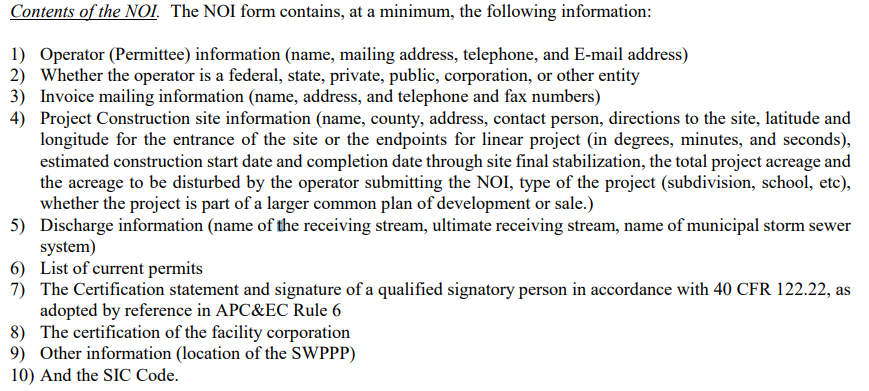 Contents of the NOI. The NOI form contains, at a minimum, the following information:
1) Operator (Permittee) information (name, mailing address, telephone, and E-mail address)
2) Whether the operator is a federal, state, private, public, corporation, or other entity
3) Invoice mailing information (name, address, and telephone and fax numbers)
4) Project Construction site information (name, county, address, contact person, directions to the site, latitude and
longitude for the entrance of the site or the endpoints for linear project (in degrees, minutes, and seconds),
estimated construction start date and completion date through site final stabilization, the total project acreage and
the acreage to be disturbed by the operator submitting the NOI, type of the project (subdivision, school, etc),
whether the project is part of a larger common plan of development or sale.)
5) Discharge information (name of the receiving stream, ultimate receiving stream, name of municipal storm sewer
system)
6) List of current permits
7) The Certification statement and signature of a qualified signatory person in accordance with 40 CFR 122.22, as
adopted by reference in APC&EC Rule 6
8) The certification of the facility corporation
9) Other information (location of the SWPPP)
10) And the SIC Code.